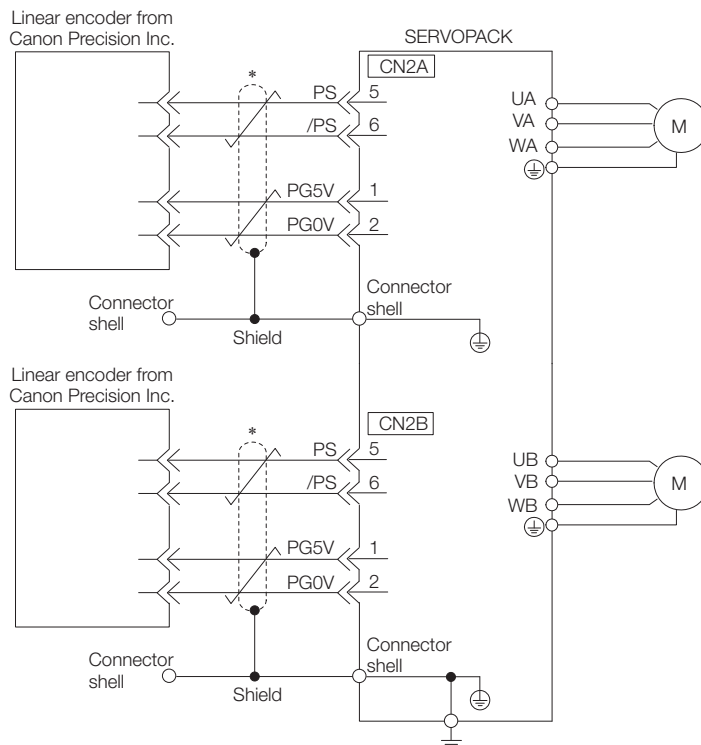 Linear encoder from
Canon Precision Inc.
SERVOPACK
CN2A
*
PS
5
/PS
6
PG5V
1
PG0V
2
UA
VA
WA
M
Connector
shell
Shield
Connector
shell
Linear encoder from
Canon Precision Inc.
CN2B
*
PS
5
/PS
6
PG5V
1
PG0V
2
UB
VB
WB
M
Connector
shell
Shield
Connector
shell